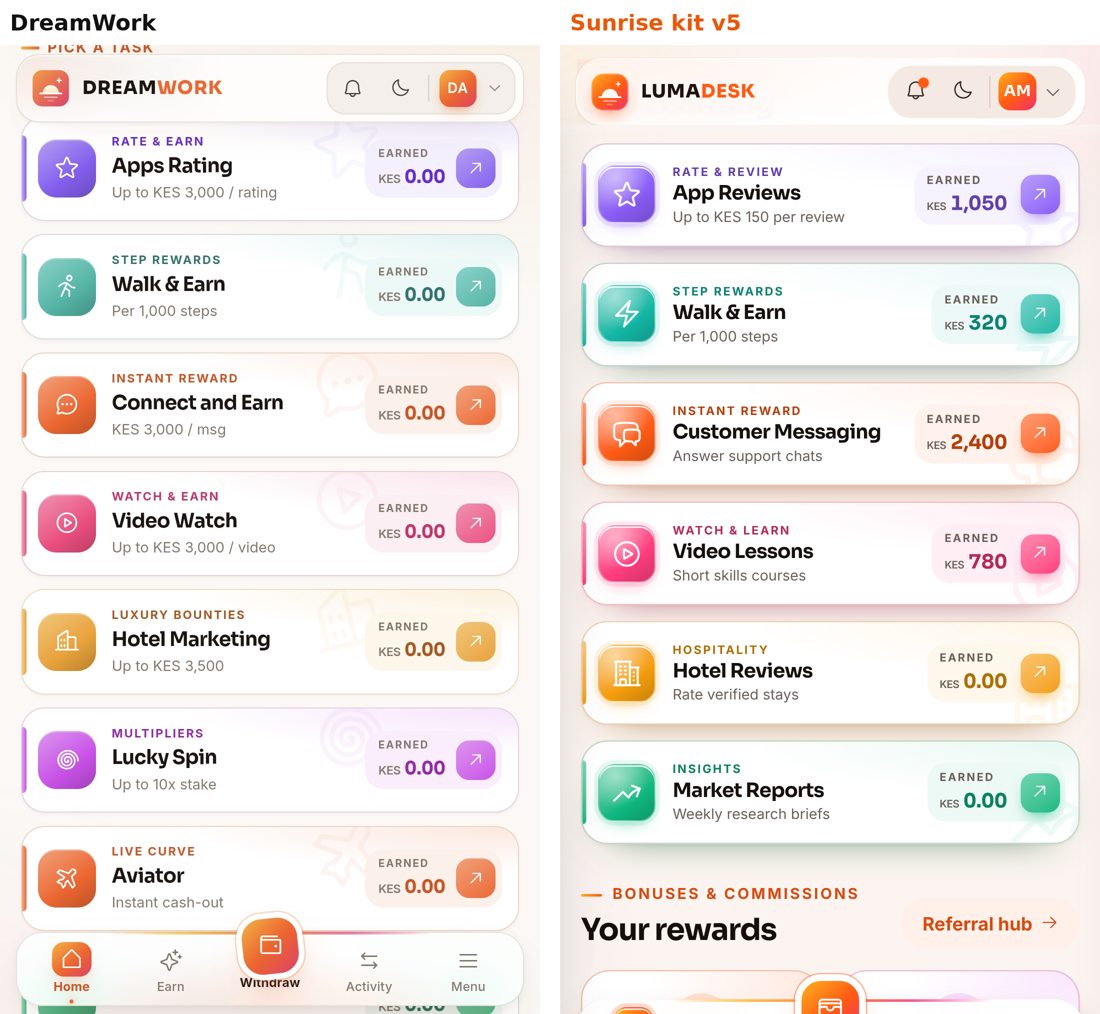 DreamWork
PICK A TASK
DREAMWORK
DA
RATE & EARN
Apps Rating
Up to KES 3,000 / rating
EARNED
KES 0.00
STEP REWARDS
Walk & Earn
Per 1,000 steps
EARNED
KES 0.00
INSTANT REWARD
Connect and Earn
KES 3,000 / msg
EARNED
KES 0.00
WATCH & EARN
Video Watch
Up to KES 3,000 / video
EARNED
KES 0.00
LUXURY BOUNTIES
Hotel Marketing
Up to KES 3,500
EARNED
KES 0.00
MULTIPLIERS
Lucky Spin
Up to 10x stake
EARNED
KES 0.00
LIVE CURVE
Aviator
Instant cash-out
EARNED
KES 0.00
Home
Earn
Withdraw
Activity
Menu
KES 0.00
Sunrise kit v5
LUMADESK
AM
RATE & REVIEW
App Reviews
Up to KES 150 per review
EARNED
KES 1,050
STEP REWARDS
Walk & Earn
Per 1,000 steps
EARNED
KES 320
INSTANT REWARD
Customer Messaging
Answer support chats
EARNED
KES 2,400
WATCH & LEARN
Video Lessons
Short skills courses
EARNED
KES 780
HOSPITALITY
Hotel Reviews
Rate verified stays
EARNED
KES 0.00
INSIGHTS
Market Reports
Weekly research briefs
EARNED
KES 0.00
BONUSES & COMMISSIONS
Your rewards
Referral hub